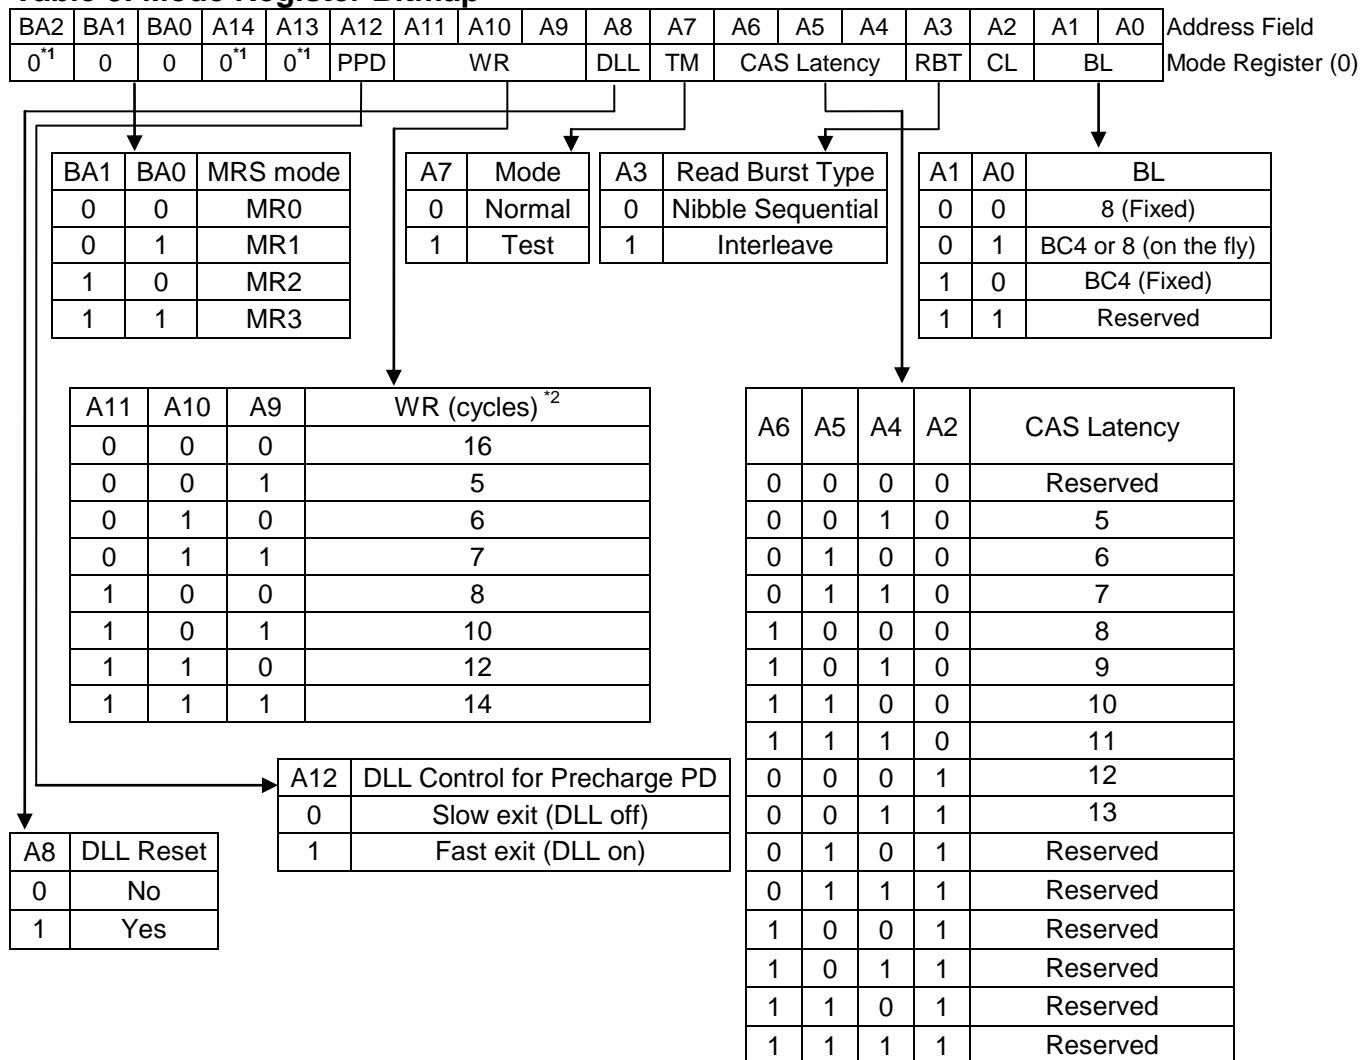 Table 6. Mode Register Bitmap
BA2 BA1 BA0 A14 A13 A12 A11 A10 A9 A8 A7 A6 A5 A4 A3 A2 A1 A0 Address Field
0*1 0 0 0*1 0*1 PPD WR DLL TM CAS Latency RBT CL BL Mode Register (0)
BA1 BA0 MRS mode
0 0 MR0
0 1 MR1
1 0 MR2
1 1 MR3
A7 Mode
0 Normal
1 Test
A3 Read Burst Type
0 Nibble Sequential
1 Interleave
A1 A0 BL
0 0 8 (Fixed)
0 1 BC4 or 8 (on the fly)
1 0 BC4 (Fixed)
1 1 Reserved
A11 A10 A9 WR (cycles) *2
0 0 0 16
0 0 1 5
0 1 0 6
0 1 1 7
1 0 0 8
1 0 1 10
1 1 0 12
1 1 1 14
A6 A5 A4 A2 CAS Latency
0 0 0 0 Reserved
0 0 1 0 5
0 1 0 0 6
0 1 1 0 7
1 0 0 0 8
1 0 1 0 9
1 1 0 0 10
1 1 1 0 11
0 0 0 1 12
0 0 1 1 13
0 1 0 1 Reserved
0 1 1 1 Reserved
1 0 0 1 Reserved
1 0 1 1 Reserved
1 1 0 1 Reserved
1 1 1 1 Reserved
A12 DLL Control for Precharge PD
0 Slow exit (DLL off)
1 Fast exit (DLL on)
A8 DLL Reset
0 No
1 Yes